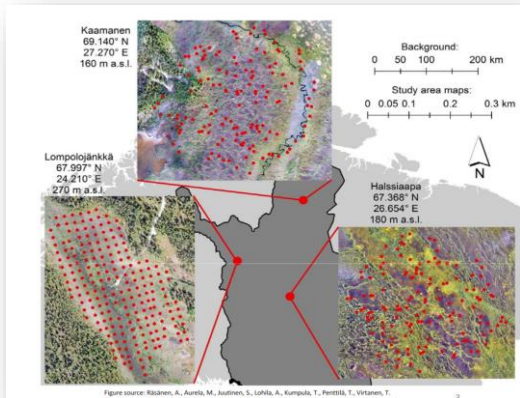 Kaamanen
69.140° N
27.270° E
160 m a.s.l.
Background:
0 50 100 200 km
Study area maps:
0 0.05 0.1 0.2 0.3 km
N
Lompolojänkkä
67.997° N
24.210° E
270 m a.s.l.
Halssiaapa
67.368° N
26.654° E
180 m a.s.l.
Figure source: Räsänen, A., Aurela, M., Juutinen, S., Lohila, A., Kumpula, T., Penttilä, T., Virtanen, T.